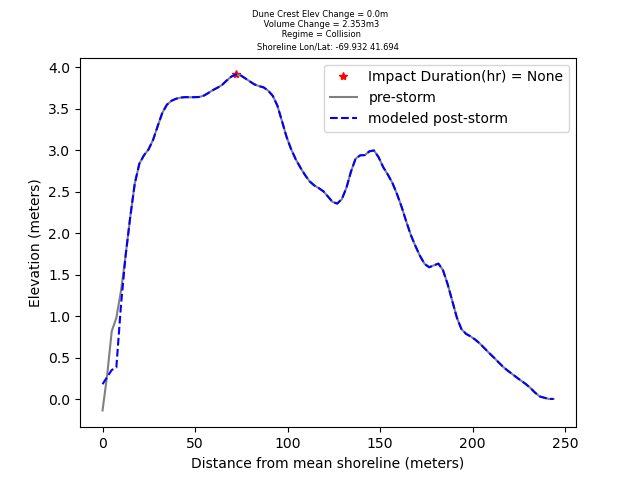 Dune Crest Elev Change = 0.0m
Volume Change = 2.353m3
Regime = Collision
Shoreline Lon/Lat: -69.932 41.694
Impact Duration(hr) = None
pre-storm
modeled post-storm
Elevation (meters)
4.0
3.5
3.0
2.5
2.0
1.5
1.0
0.5
0.0
0 50 100 150 200 250
Distance from mean shoreline (meters)